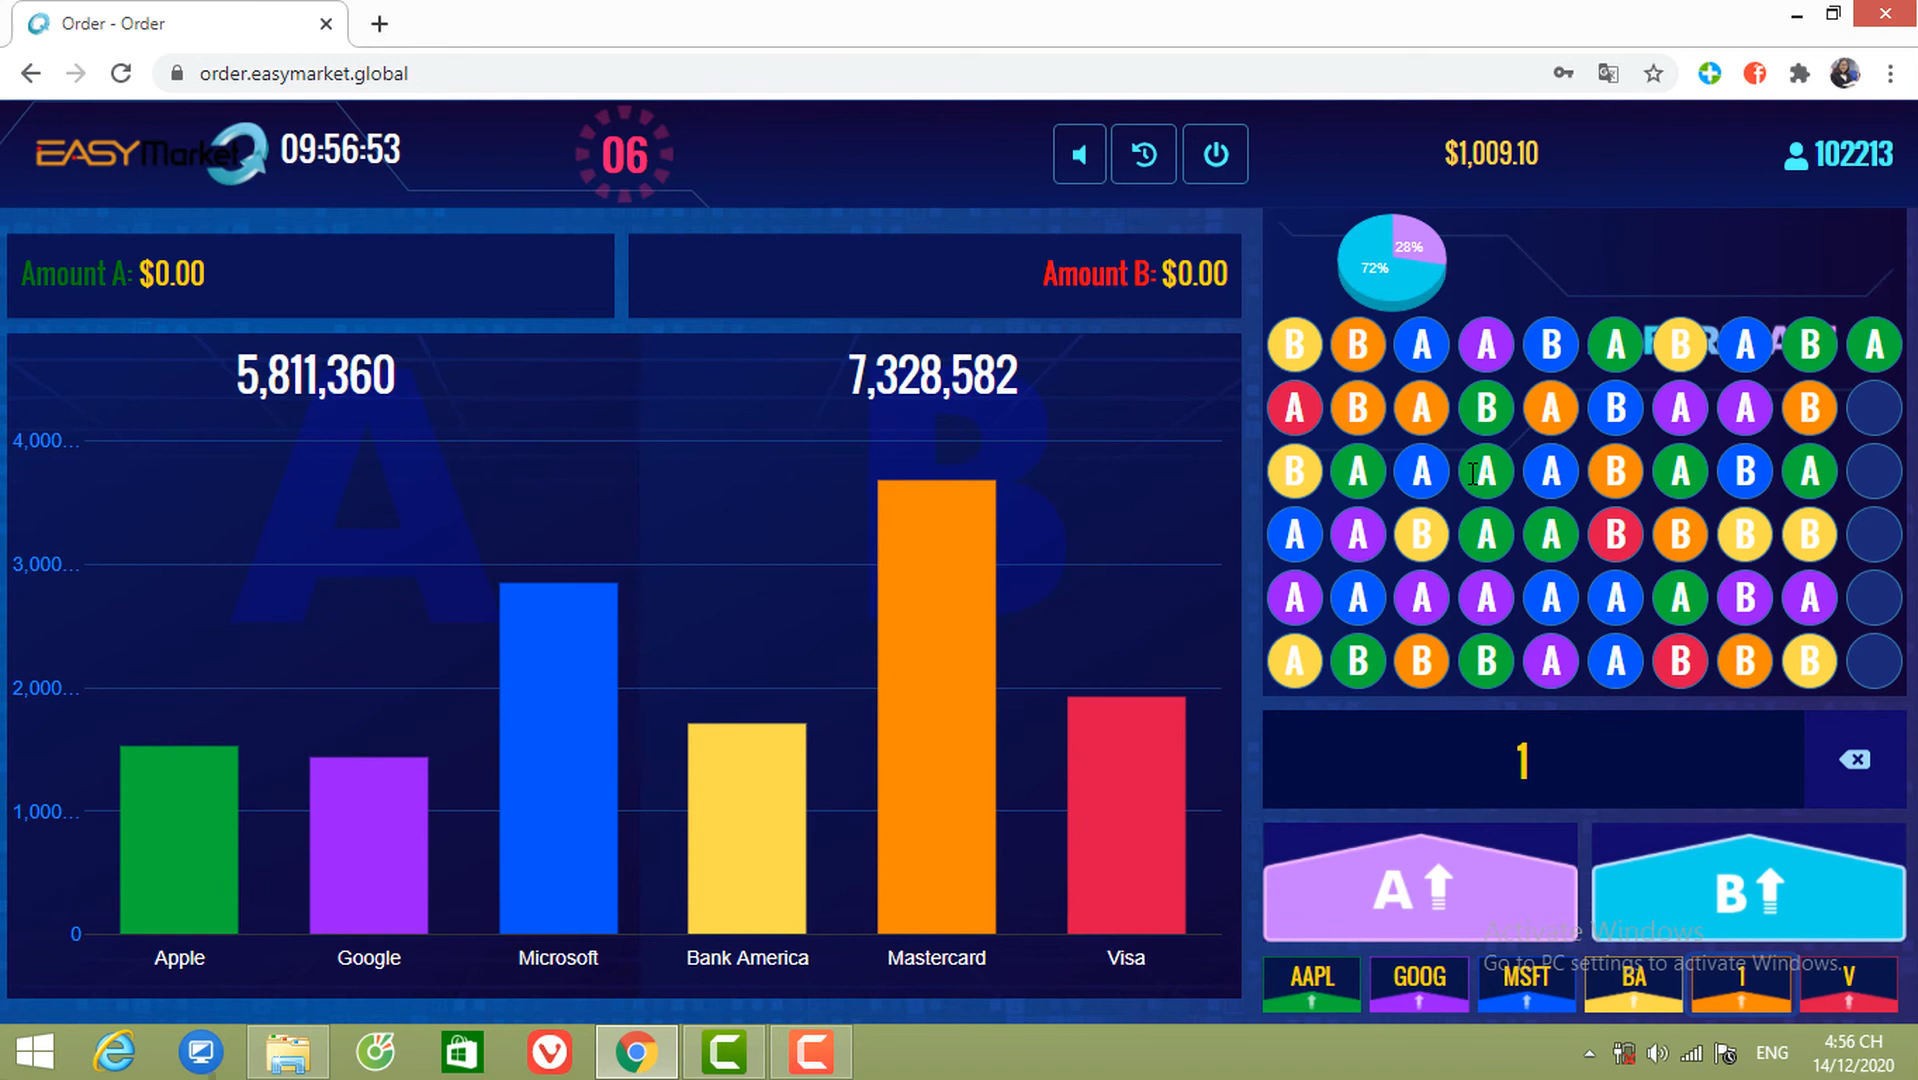 Order - Order
order.easymarket.global
EASYMarket
09:56:53
06
$1,009.10
102213
Amount A: $0.00
Amount B: $0.00
28%
72%
5,811,360
7,328,582
A
B
4,000...
3,000...
2,000...
1,000...
0
Apple
Google
Microsoft
Bank America
Mastercard
Visa
B B A A B A B A B A
A B A B A B A A B
B A A A A B A B A
A A B A A B B B B
A A A A A A A B A
A B B B A A B B B
1
A
B
Activate Windows
Go to PC settings to activate Windows.
AAPL
GOOG
MSFT
BA
1
V
ENG
4:56 CH
14/12/2020